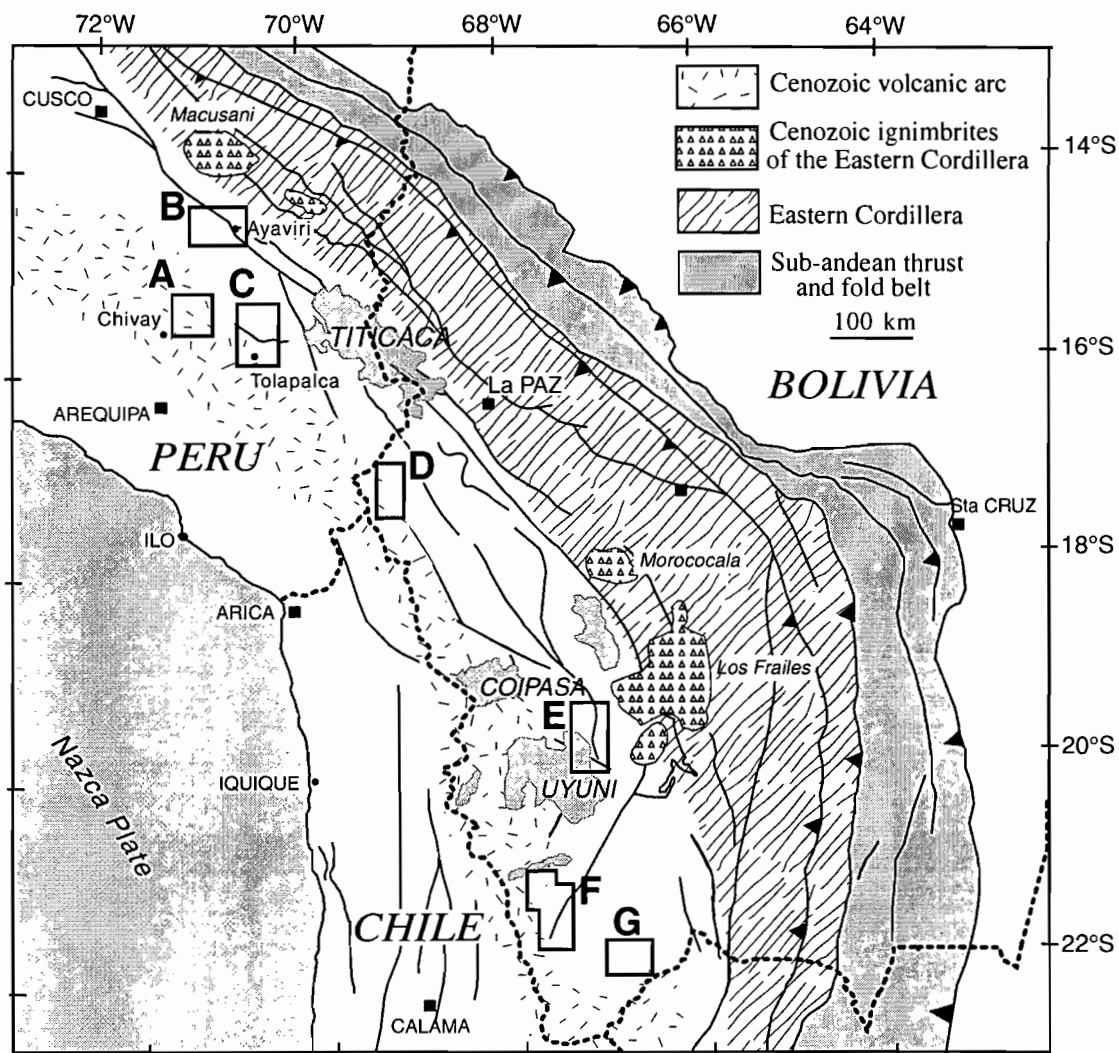 72°W
70°W
68°W
66°W
64°W
CUSCO
Macusani
Cenozoic volcanic arc
Cenozoic ignimbrites
of the Eastern Cordillera
14°S
B
Ayaviri
Eastern Cordillera
A
C
Sub-andean thrust
and fold belt
Chivay
100 km
TITICACA
16°S
Tolapalca
La PAZ
BOLIVIA
AREQUIPA
PERU
D
Sta CRUZ
ILO
18°S
Morococala
ARICA
Los Frailes
COIPASA
E
20°S
Nazca Plate
IQUIQUE
UYUNI
F
CHILE
G
22°S
CALAMA